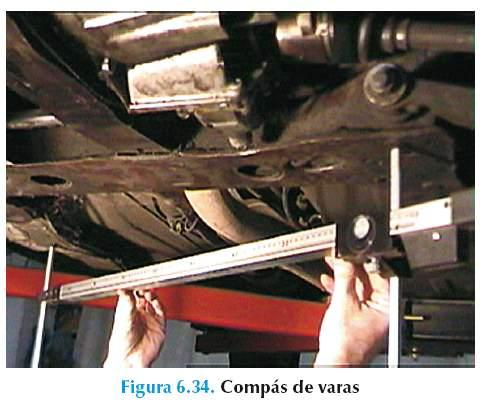 Figura 6.34. Compás de varas